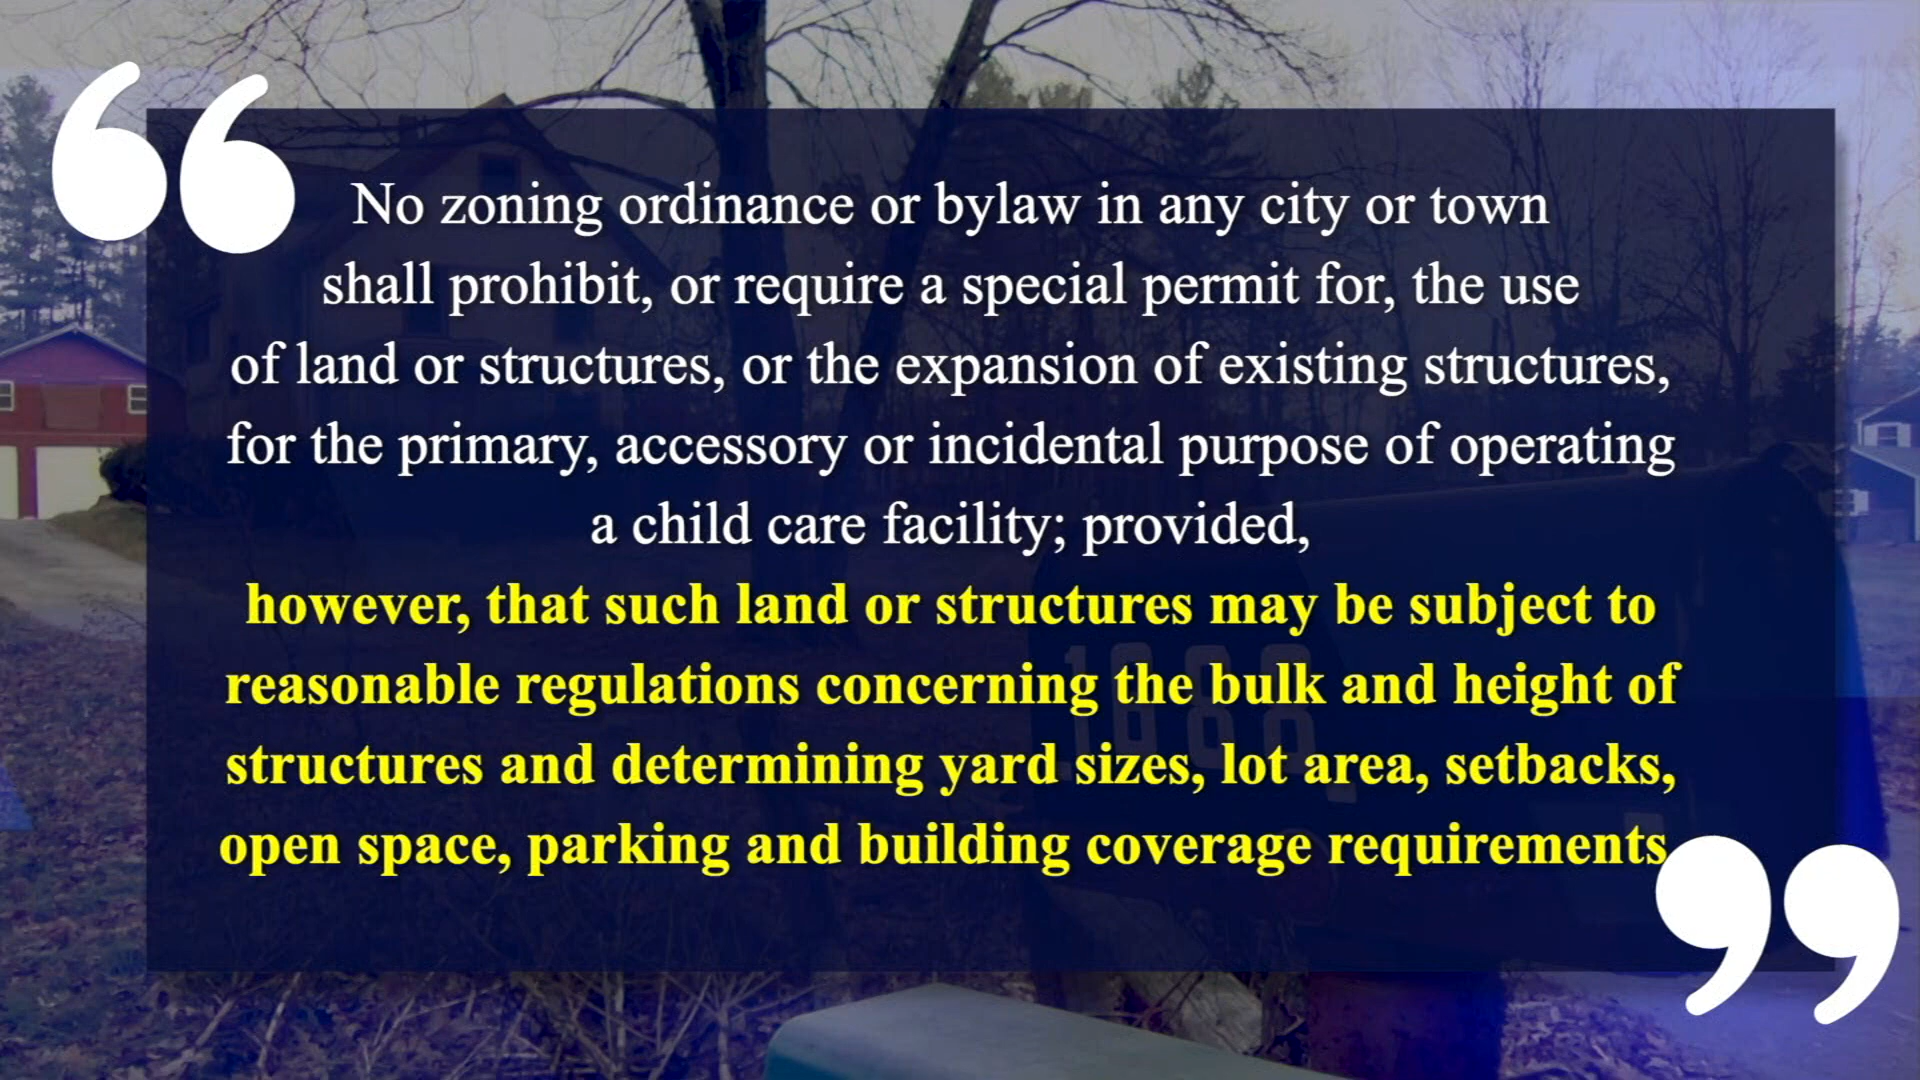 No zoning ordinance or bylaw in any city or town
shall prohibit, or require a special permit for, the use
of land or structures, or the expansion of existing structures,
for the primary, accessory or incidental purpose of operating
a child care facility; provided,
however, that such land or structures may be subject to
reasonable regulations concerning the bulk and height of
structures and determining yard sizes, lot area, setbacks,
open space, parking and building coverage requirements